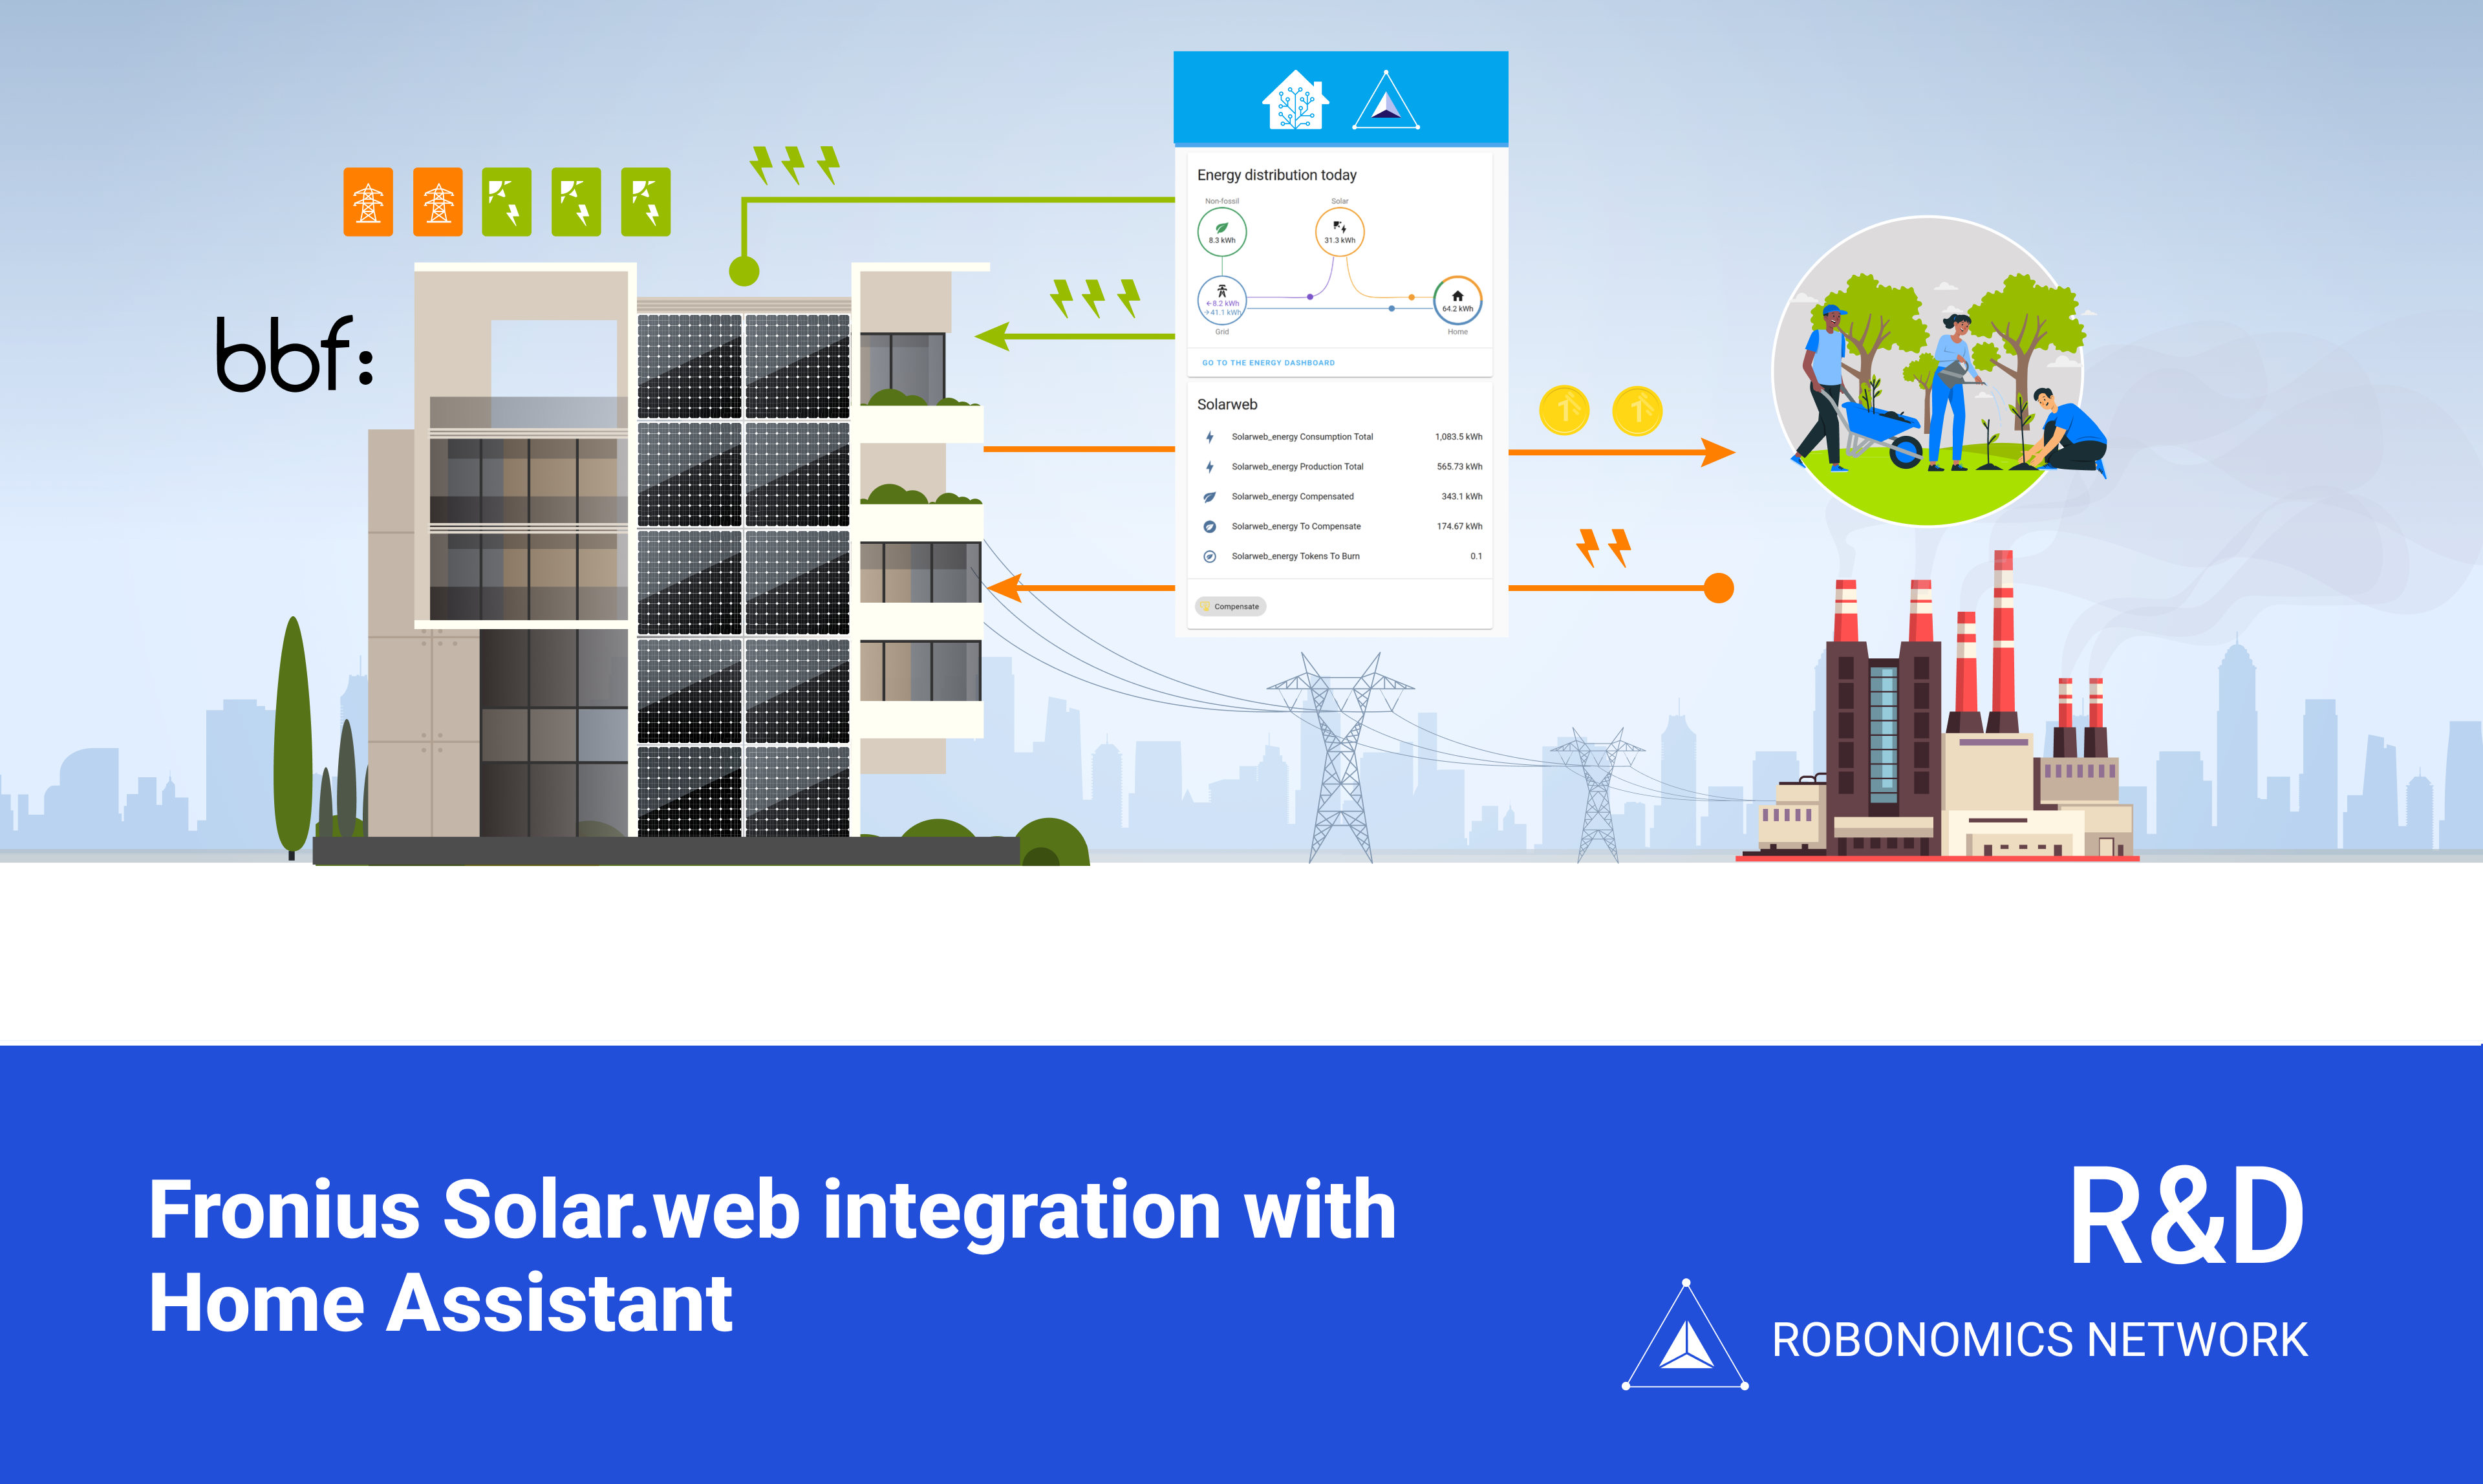 bbf:
Energy distribution today
Non-fossil
Solar
8.3 kWh
31.3 kWh
←8.2 kWh
→41.1 kWh
64.2 kWh
Grid
Home
GO TO THE ENERGY DASHBOARD
Solarweb
Solarweb_energy Consumption Total 1,083.5 kWh
Solarweb_energy Production Total 565.73 kWh
Solarweb_energy Compensated 343.1 kWh
Solarweb_energy To Compensate 174.67 kWh
Solarweb_energy Tokens To Burn 0.1
Compensate
1 1
Fronius Solar.web integration with
Home Assistant
R&D
ROBONOMICS NETWORK